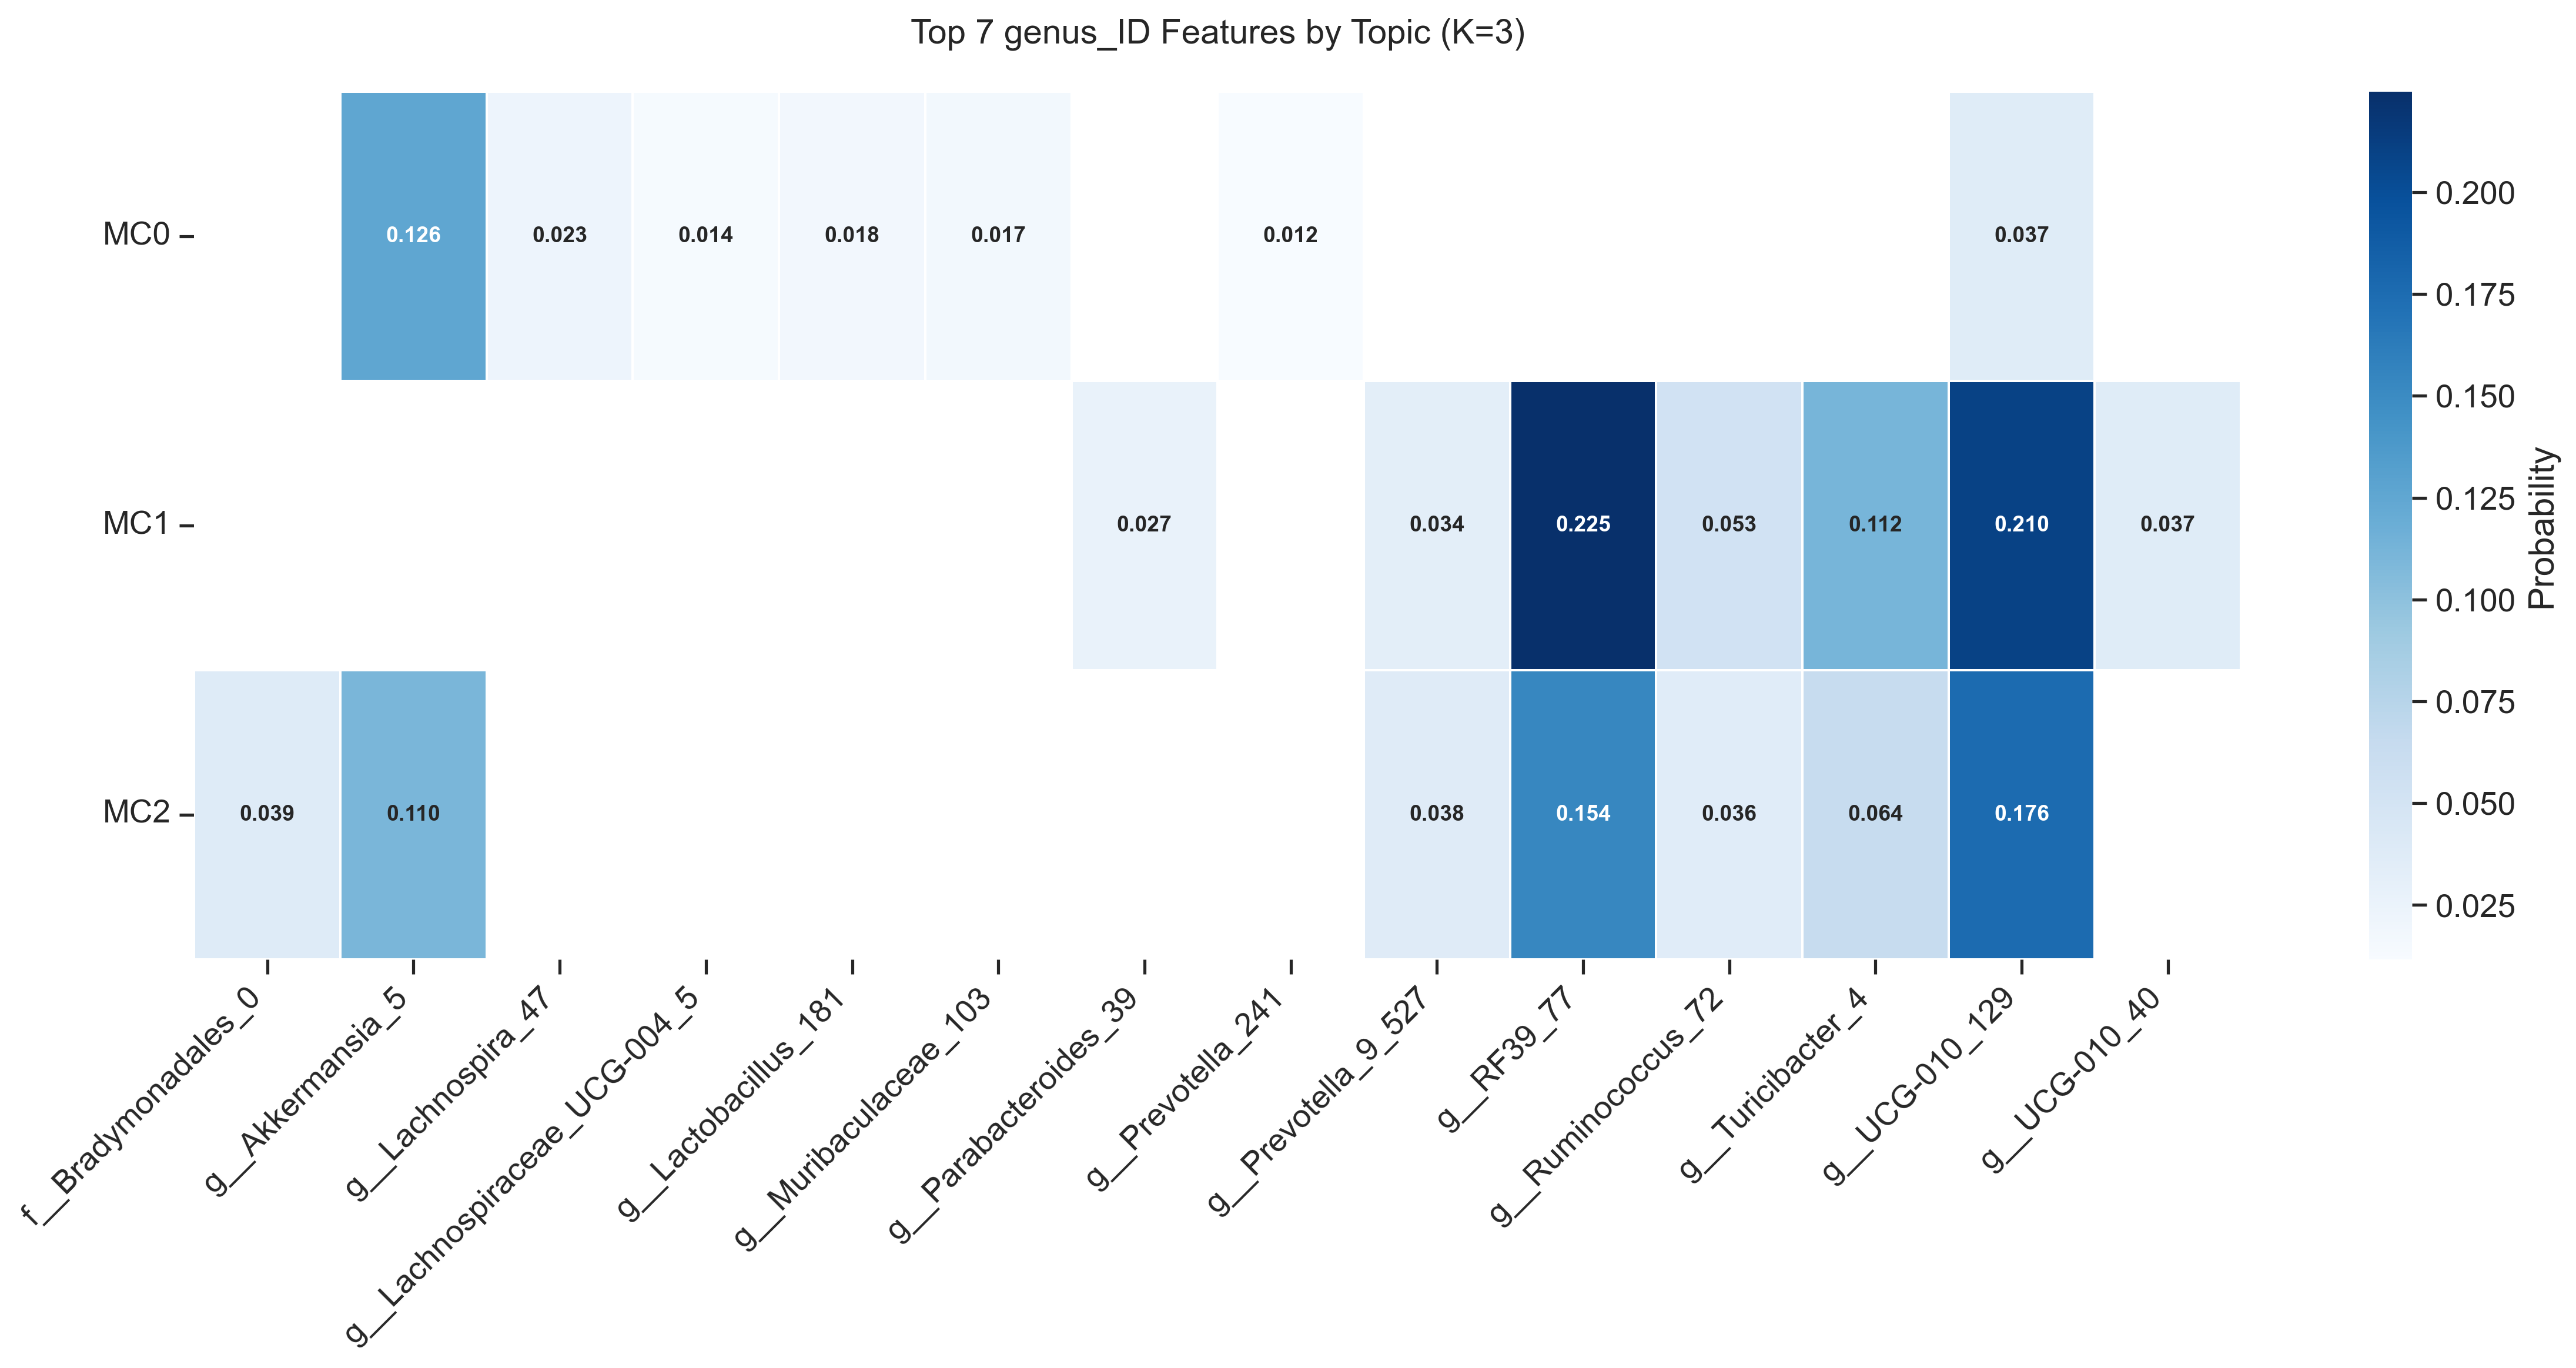 Top 7 genus_ID Features by Topic (K=3)
MC0
0.126
0.023
0.014
0.018
0.017
0.012
0.037
MC1
0.027
0.034
0.225
0.053
0.112
0.210
0.037
MC2
0.039
0.110
0.038
0.154
0.036
0.064
0.176
f__Bradymonadales_0
g__Akkermansia_5
g__Lachnospira_47
g__Lachnospiraceae_UCG-004_5
g__Lactobacillus_181
g__Muribaculaceae_103
g__Parabacteroides_39
g__Prevotella_241
g__Prevotella_9_527
g__RF39_77
g__Ruminococcus_72
g__Turicibacter_4
g__UCG-010_129
g__UCG-010_40
0.200
0.175
0.150
0.125
0.100
0.075
0.050
0.025
Probability